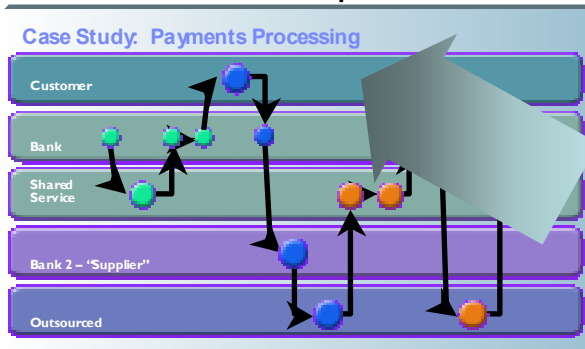 Case Study: Payments Processing
Customer
Bank
Shared
Service
Bank 2 – “Supplier”
Outsourced